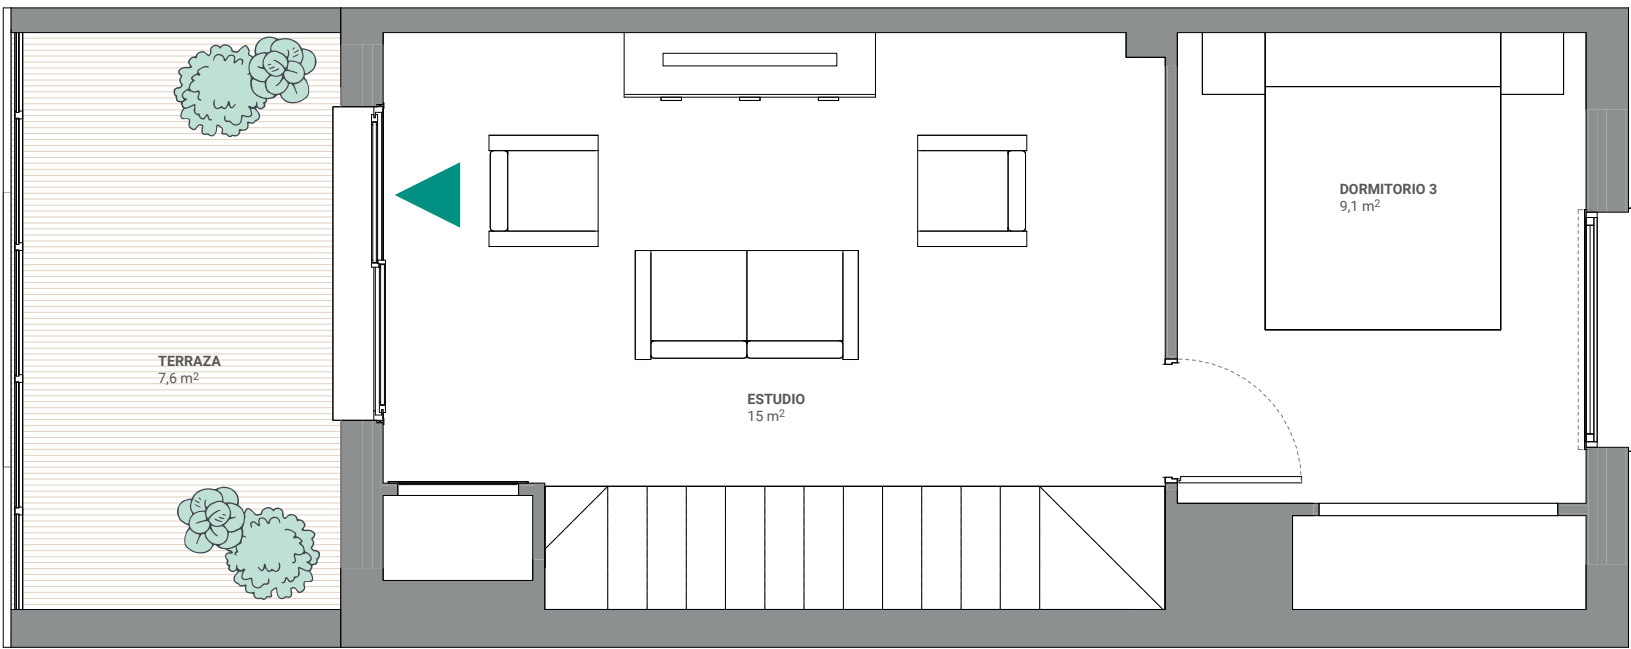 TERRAZA
7,6 m²
ESTUDIO
15 m²
DORMITORIO 3
9,1 m²